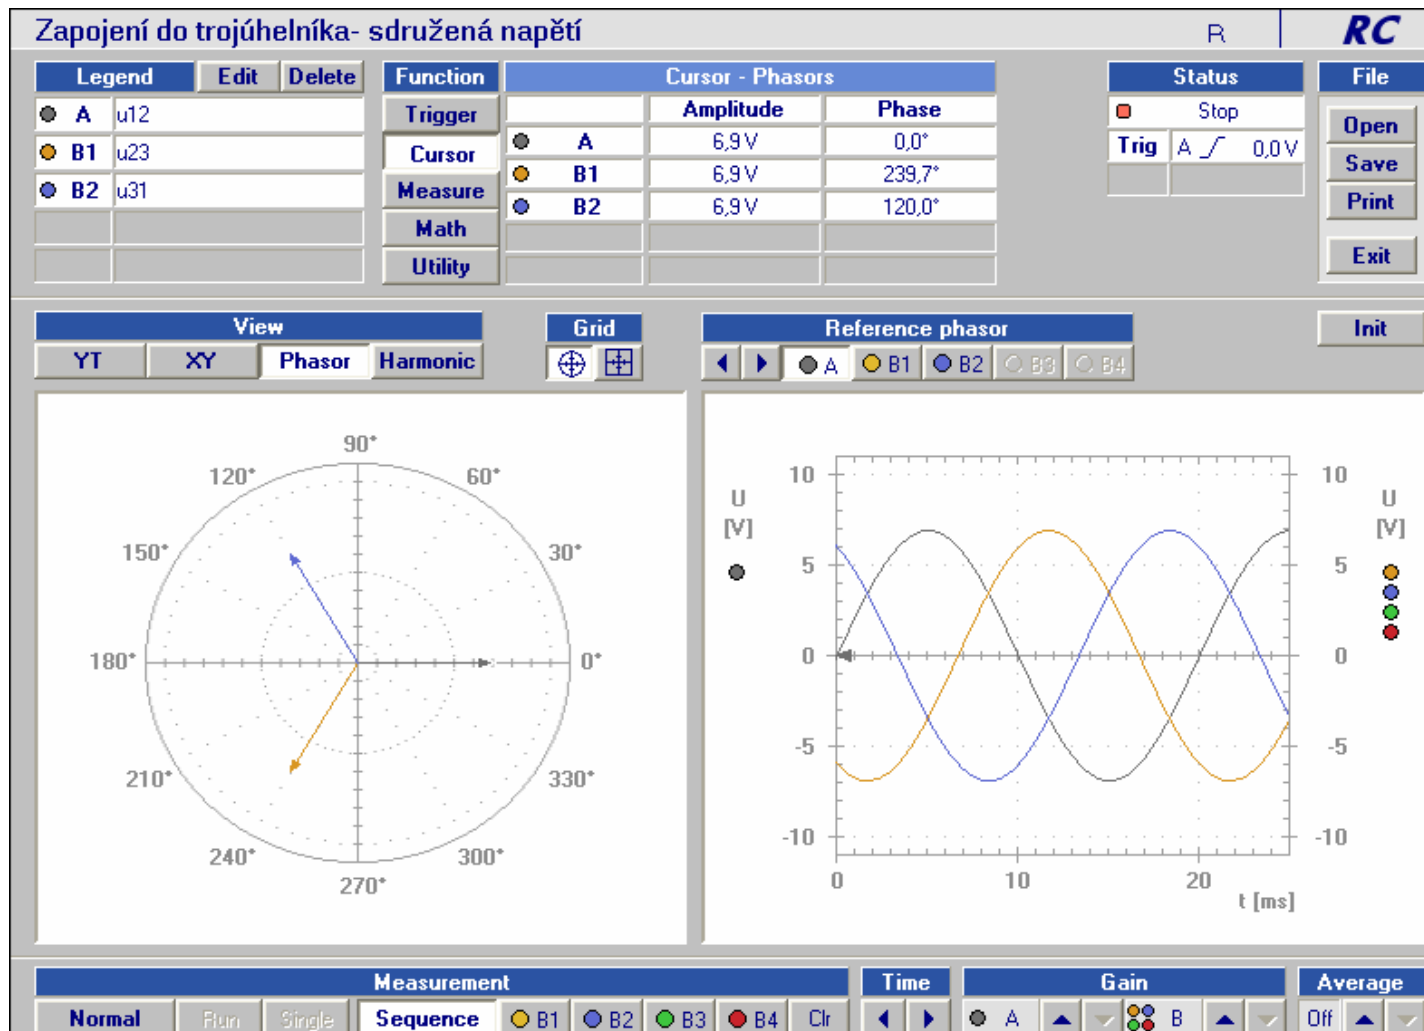 Zapojení do trojúhelníka- sdružená napětí R RC
Legend Edit Delete Function Cursor - Phasors Status File
A u12 Trigger Amplitude Phase Stop Open
B1 u23 Cursor A 6,9 V 0,0° Trig A 0,0 V Save
B2 u31 Measure B1 6,9 V 239,7° Print
Math B2 6,9 V 120,0°
Utility Exit
View Grid Reference phasor Init
YT XY Phasor Harmonic A B1 B2 B3 B4
90°
120° 60°
150° 30°
180° 0°
210° 330°
240° 300°
270°
10 10
U U
[V] [V]
5 5
0 0
-5 -5
-10 -10
0 10 20
t [ms]
Measurement Time Gain Average
Normal Run Single Sequence B1 B2 B3 B4 Clr A B Off